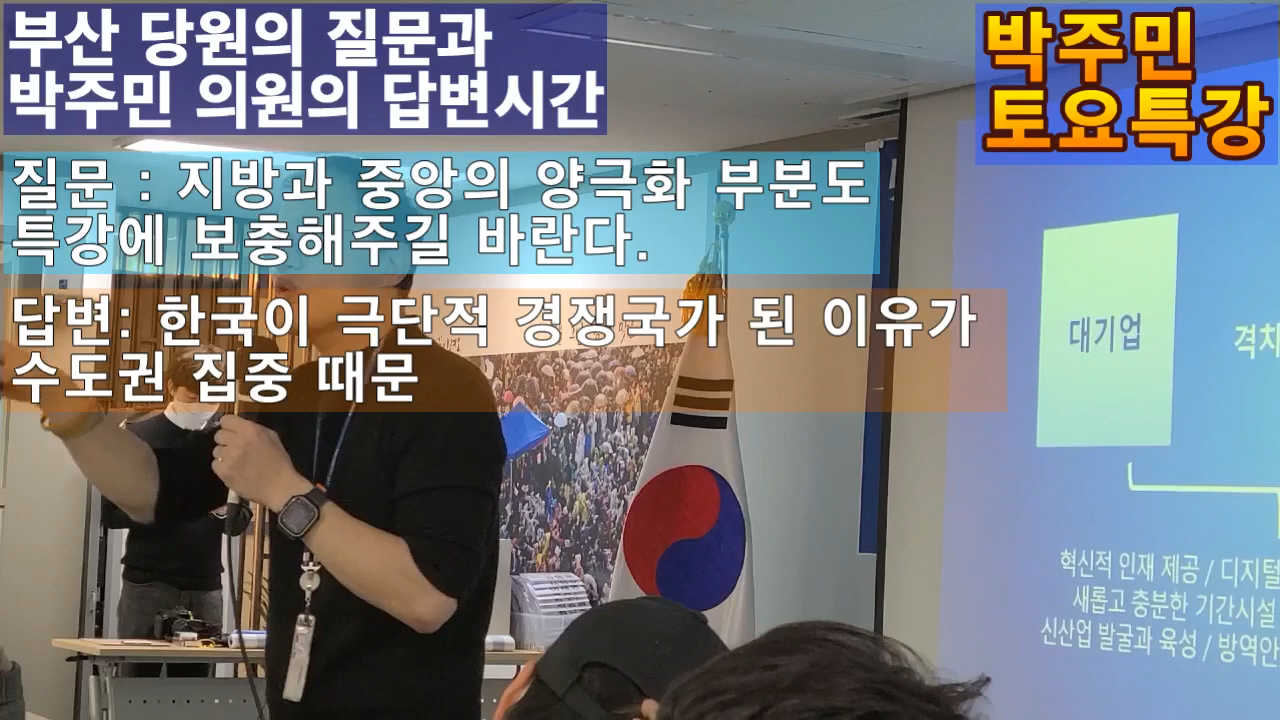 부산 당원의 질문과
박주민 의원의 답변시간
박주민
토요특강
질문 : 지방과 중앙의 양극화 부분도
특강에 보충해주길 바란다.
답변: 한국이 극단적 경쟁국가 된 이유가
수도권 집중 때문
대기업
격차
혁신적 인재 제공 / 디지털
새롭고 충분한 기간시설
신산업 발굴과 육성 / 방역안